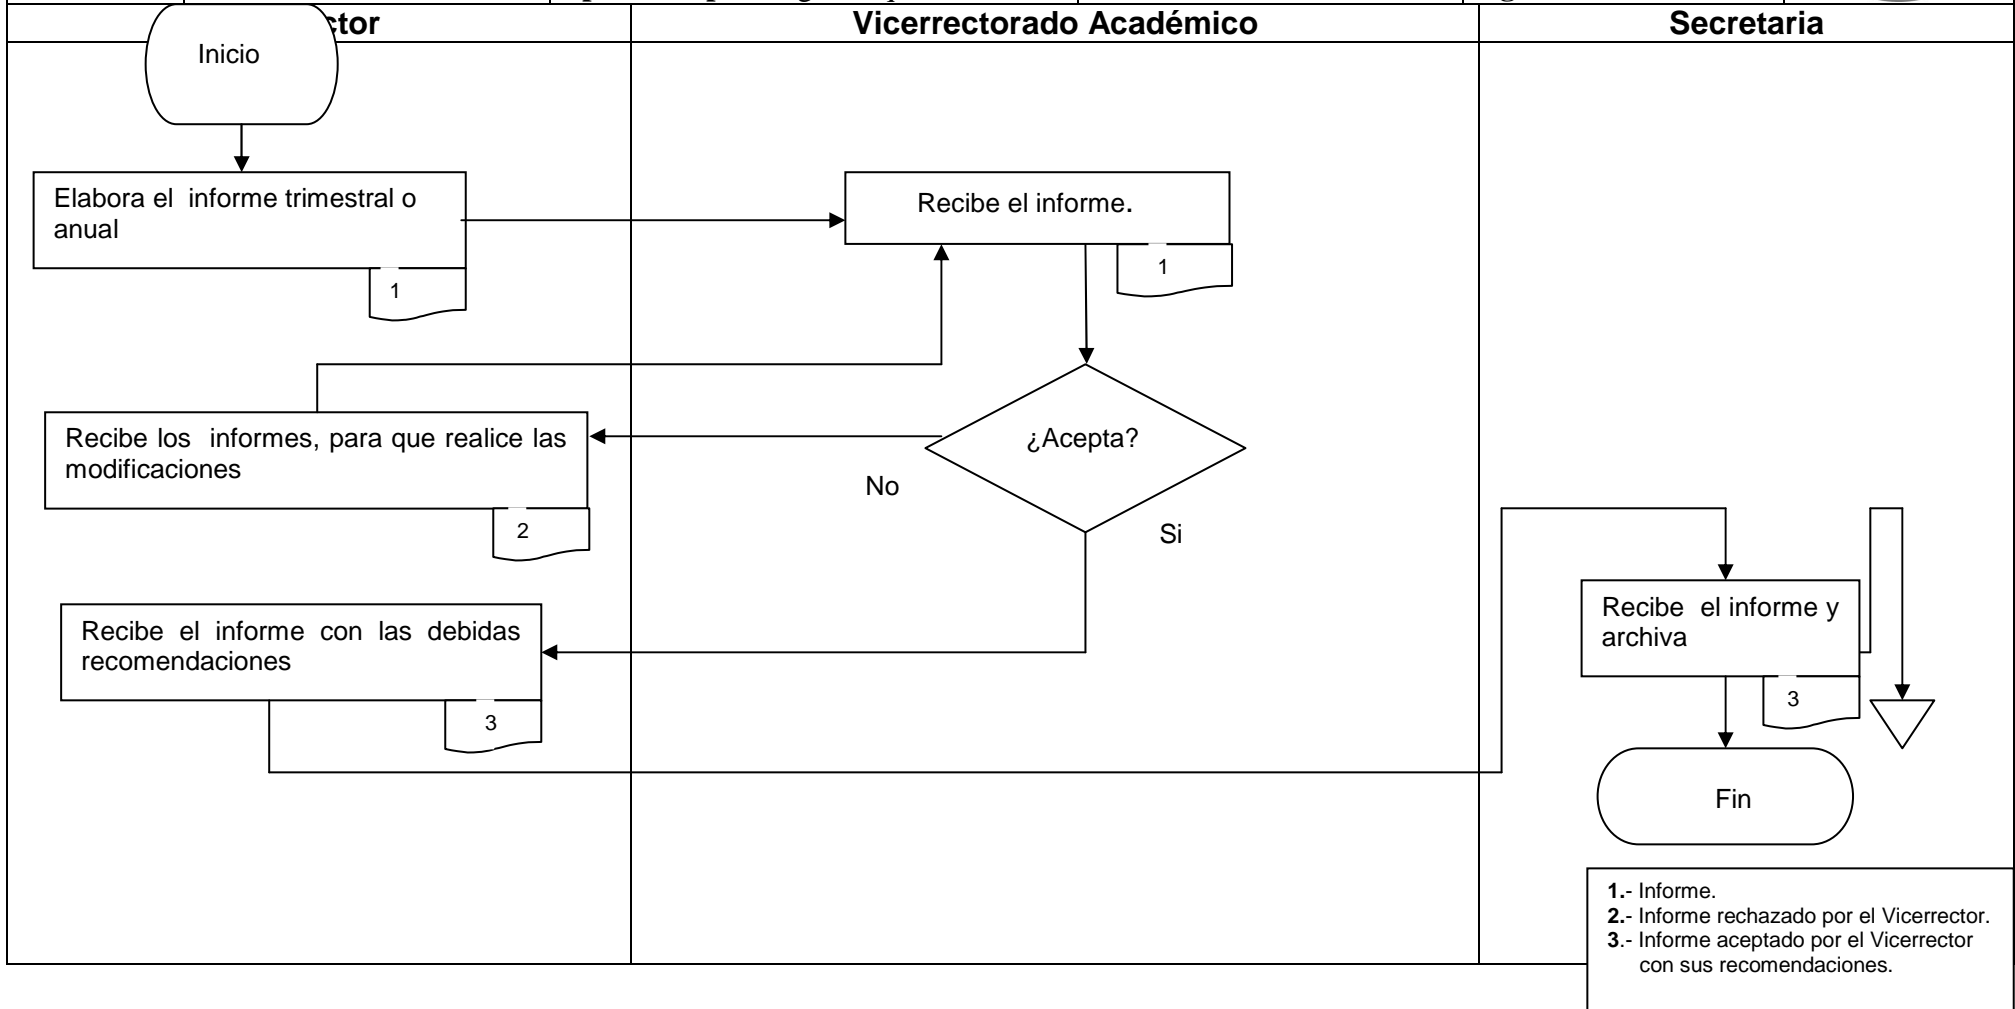 Vicerrectorado Académico
Secretaria
Inicio
Elabora el informe trimestral o
anual
1
Recibe el informe.
1
Recibe los informes, para que realice las
modificaciones
2
¿Acepta?
No
Si
Recibe el informe con las debidas
recomendaciones
3
Recibe el informe y
archiva
3
Fin
1.- Informe.
2.- Informe rechazado por el Vicerrector.
3.- Informe aceptado por el Vicerrector
con sus recomendaciones.